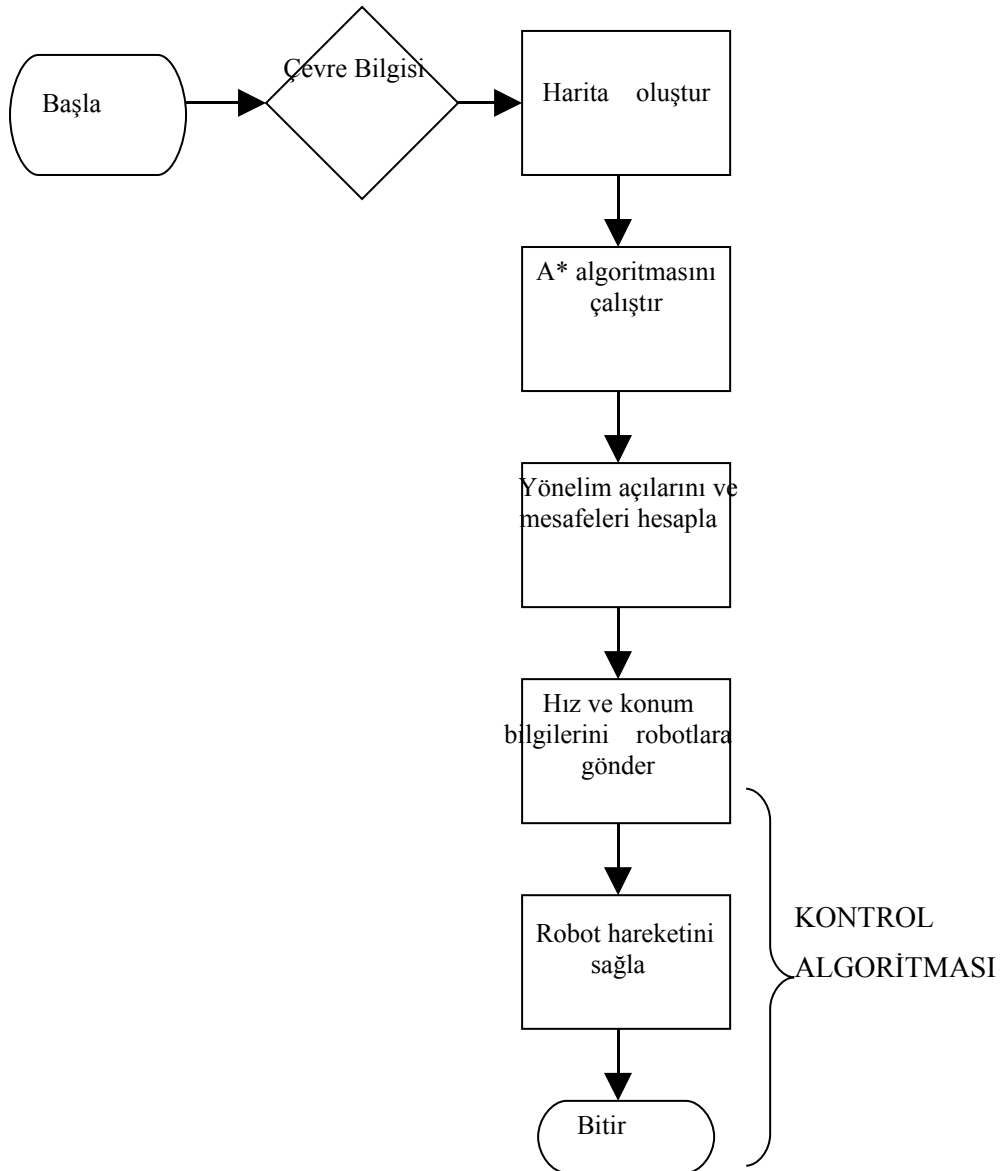 Başla
Çevre Bilgisi
Harita oluştur
A* algoritmasını
çalıştır
Yönelim açılarını ve
mesafeleri hesapla
Hız ve konum
bilgilerini robotlara
gönder
Robot hareketini
sağla
KONTROL
ALGORİTMASI
Bitir